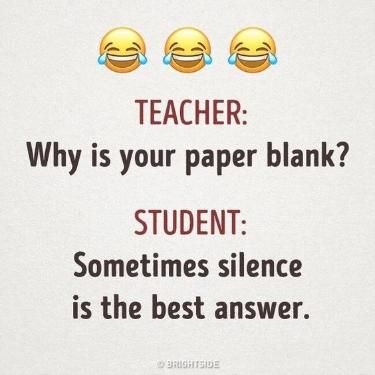 TEACHER:
Why is your paper blank?
STUDENT:
Sometimes silence
is the best answer.
© BRIGHTSIDE